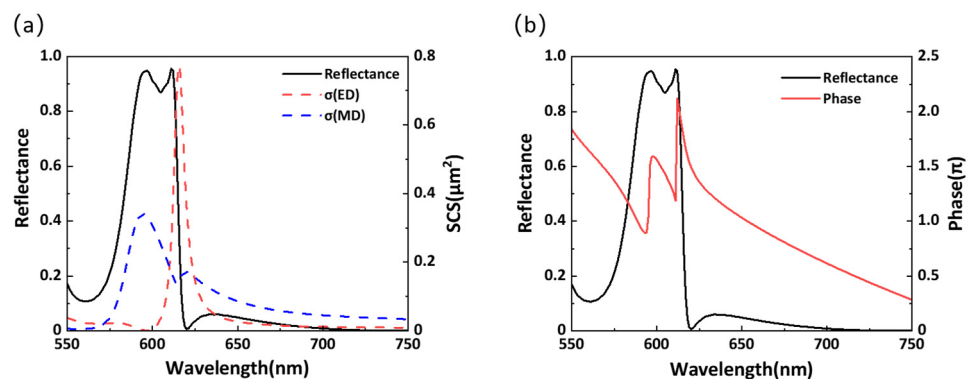 (a)
(b)
1.0
0.8
0.6
0.4
0.2
0
Reflectance
0.8
0.6
0.4
0.2
0
SCS(μm²)
Reflectance
σ(ED)
σ(MD)
550 600 650 700 750
Wavelength(nm)
1.0
0.8
0.6
0.4
0.2
0
Reflectance
2.5
2.0
1.5
1.0
0.5
0
Phase(π)
Reflectance
Phase
550 600 650 700 750
Wavelength(nm)